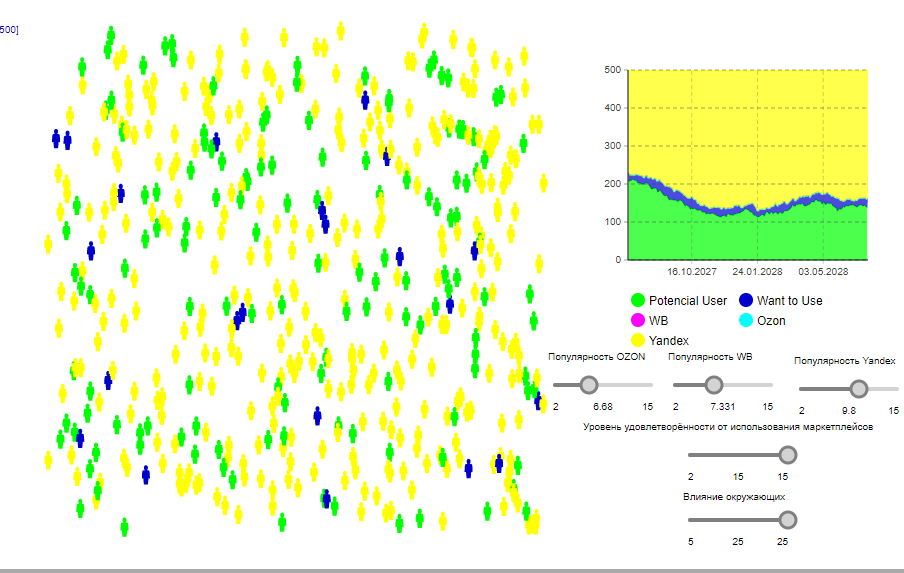 500]
500
400
300
200
100
0
16.10.2027 24.01.2028 03.05.2028
Potencial User Want to Use
WB Ozon
Yandex
Популярность OZON Популярность WB Популярность Yandex
2 6.68 15 2 7.331 15 2 9.8 15
Уровень удовлетворённости от использования маркетплейсов
2 15 15
Влияние окружающих
5 25 25